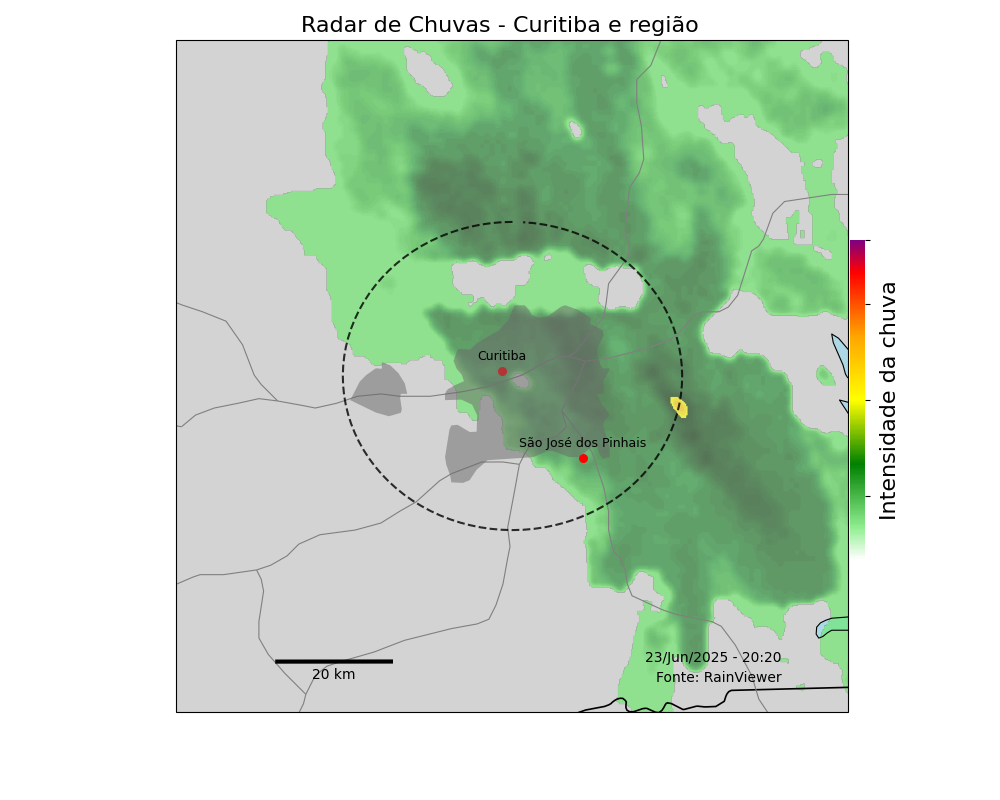 Radar de Chuvas - Curitiba e região
Curitiba
São José dos Pinhais
Intensidade da chuva
20 km
23/Jun/2025 - 20:20
Fonte: RainViewer